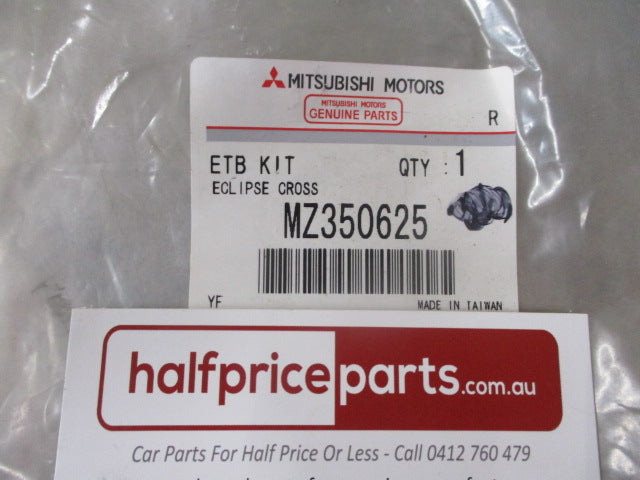 MITSUBISHI MOTORS
MITSUBISHI MOTORS
GENUINE PARTS
R
ETB KIT QTY : 1
ECLIPSE CROSS
MZ350625
YF MADE IN TAIWAN
halfpriceparts.com.au
Car Parts For Half Price Or Less - Call 0412 760 479